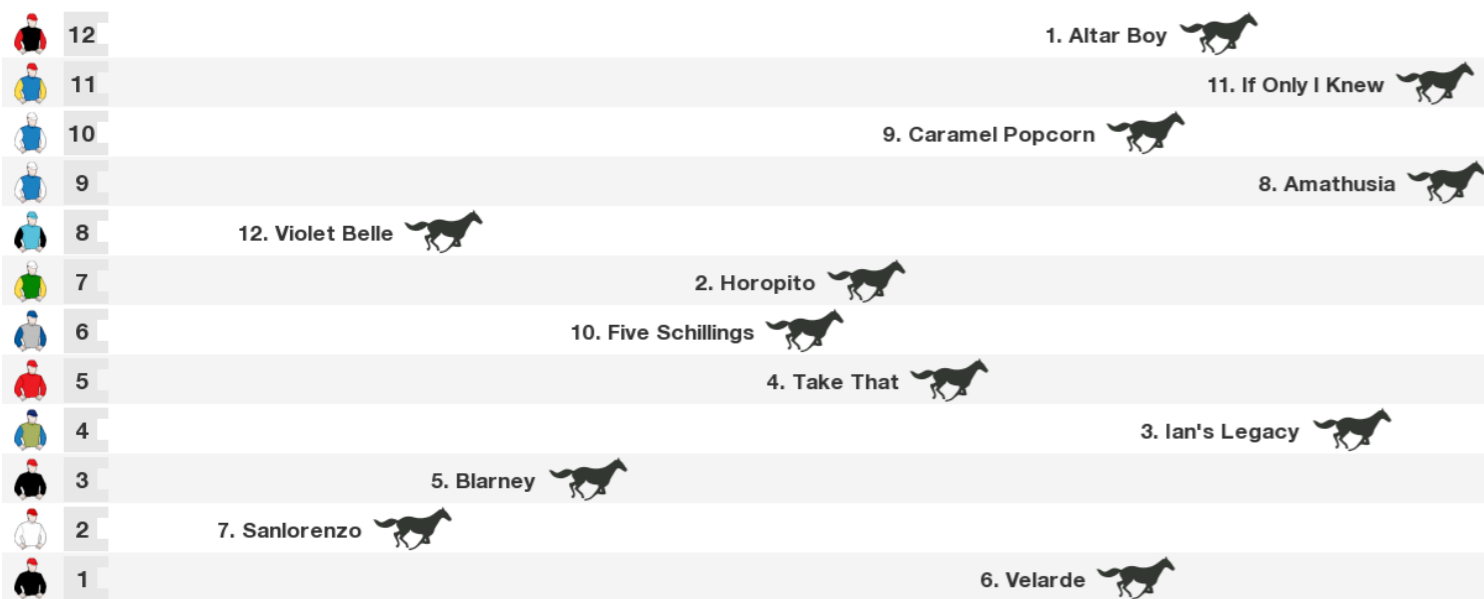 12 1. Altar Boy
11 11. If Only I Knew
10 9. Caramel Popcorn
9 8. Amathusia
8 12. Violet Belle
7 2. Horopito
6 10. Five Schillings
5 4. Take That
4 3. Ian's Legacy
3 5. Blarney
2 7. Sanlorenzo
1 6. Velarde